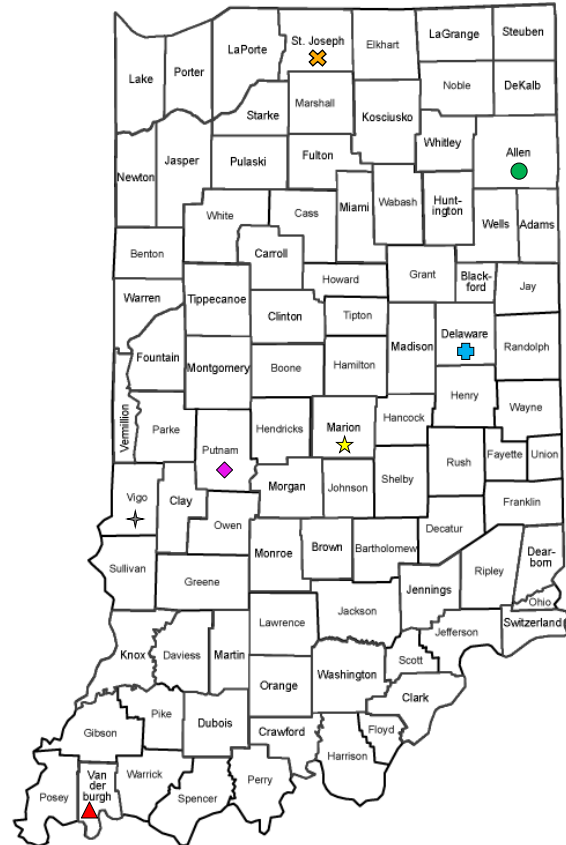 St. Joseph
Elkhart
LaGrange
Steuben
LaPorte
Lake
Porter
Noble
DeKalb
Marshall
Starke
Kosciusko
Whitley
Allen
Fulton
Jasper
Pulaski
Newton
Miami
Wabash
Hunt-
ington
White
Cass
Wells
Adams
Carroll
Benton
Grant
Black-
ford
Jay
Howard
Warren
Tippecanoe
Clinton
Tipton
Madison
Delaware
Randolph
Fountain
Montgomery
Boone
Hamilton
Henry
Wayne
Vermillion
Parke
Putnam
Hendricks
Marion
Hancock
Rush
Fayette
Union
Shelby
Morgan
Johnson
Vigo
Clay
Franklin
Owen
Decatur
Monroe
Brown
Bartholomew
Dear-
born
Ripley
Sullivan
Greene
Jennings
Ohio
Jackson
Lawrence
Switzerland
Jefferson
Knox
Daviess
Martin
Scott
Washington
Orange
Clark
Pike
Dubois
Crawford
Floyd
Gibson
Harrison
Van
der
burgh
Warrick
Perry
Posey
Spencer